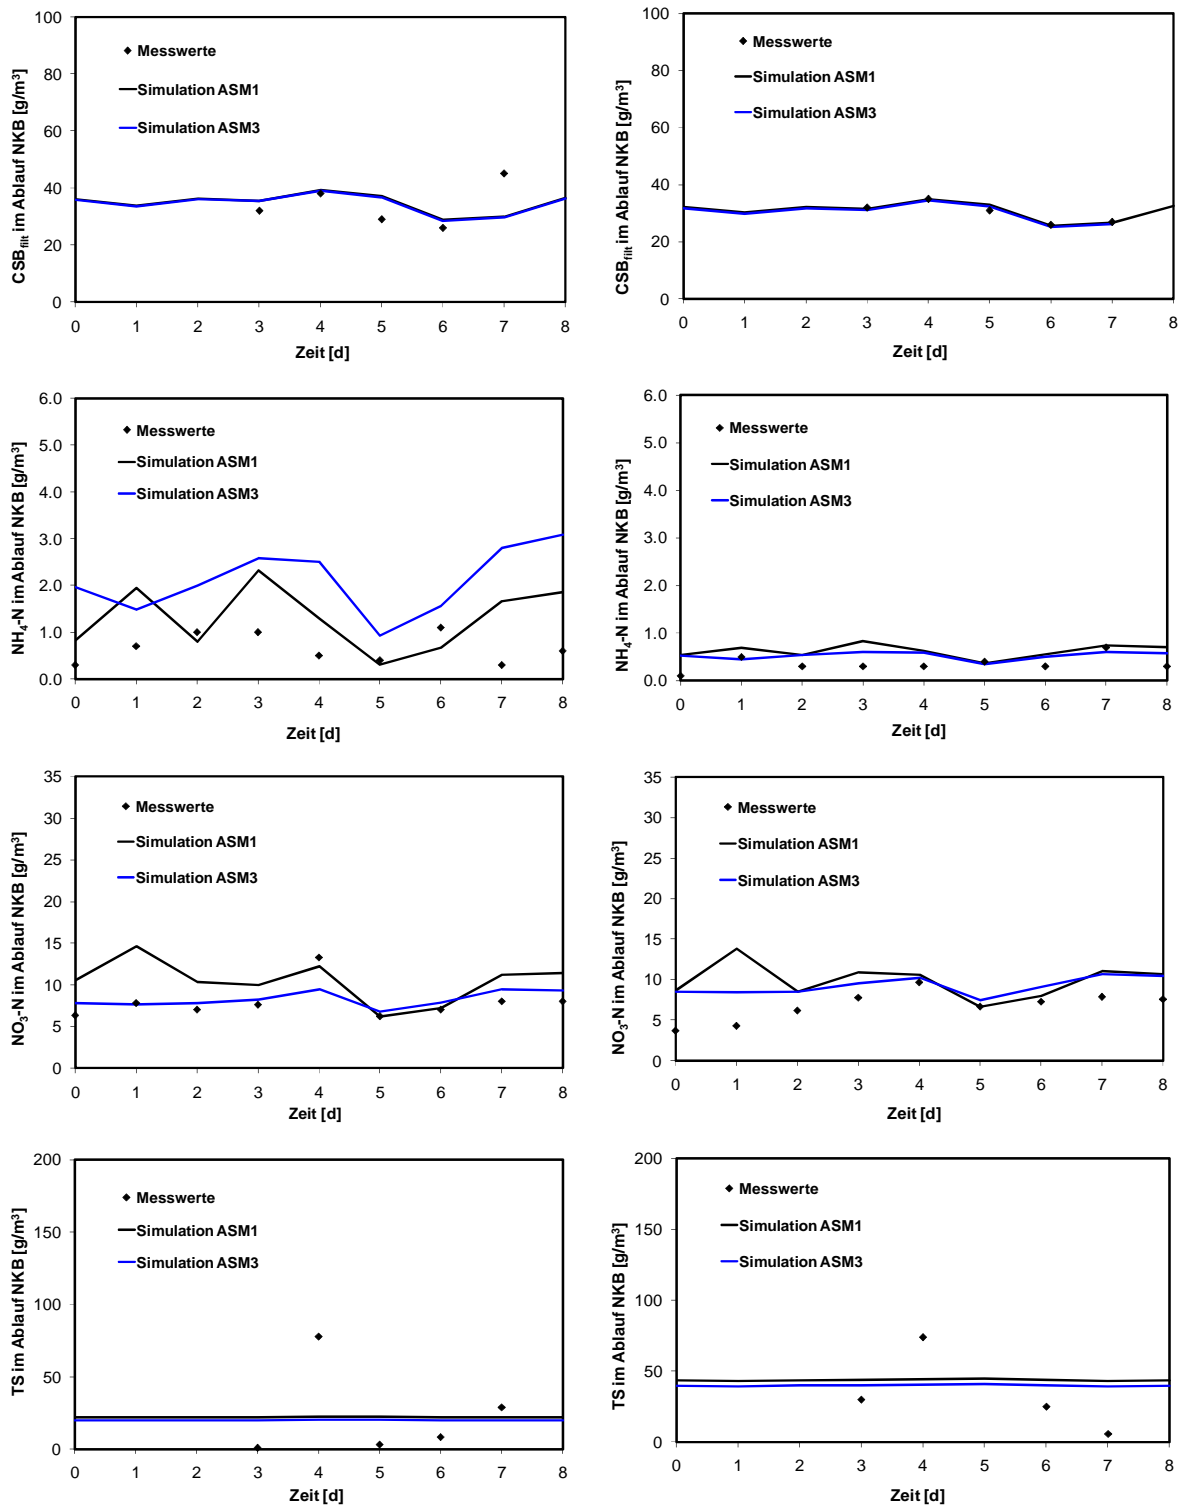 CSBfilt im Ablauf NKB [g/m³]
100
80
60
40
20
0
Messwerte
Simulation ASM1
Simulation ASM3
0 1 2 3 4 5 6 7 8
Zeit [d]
CSBfilt im Ablauf NKB [g/m³]
100
80
60
40
20
0
Messwerte
Simulation ASM1
Simulation ASM3
0 1 2 3 4 5 6 7 8
Zeit [d]
NH₄-N im Ablauf NKB [g/m³]
6.0
5.0
4.0
3.0
2.0
1.0
0.0
Messwerte
Simulation ASM1
Simulation ASM3
0 1 2 3 4 5 6 7 8
Zeit [d]
NH₄-N im Ablauf NKB [g/m³]
6.0
5.0
4.0
3.0
2.0
1.0
0.0
Messwerte
Simulation ASM1
Simulation ASM3
0 1 2 3 4 5 6 7 8
Zeit [d]
NO₃-N im Ablauf NKB [g/m³]
35
30
25
20
15
10
5
0
Messwerte
Simulation ASM1
Simulation ASM3
0 1 2 3 4 5 6 7 8
Zeit [d]
NO₃-N im Ablauf NKB [g/m³]
35
30
25
20
15
10
5
0
Messwerte
Simulation ASM1
Simulation ASM3
0 1 2 3 4 5 6 7 8
Zeit [d]
TS im Ablauf NKB [g/m³]
200
150
100
50
0
Messwerte
Simulation ASM1
Simulation ASM3
0 1 2 3 4 5 6 7 8
Zeit [d]
TS im Ablauf NKB [g/m³]
200
150
100
50
0
Messwerte
Simulation ASM1
Simulation ASM3
0 1 2 3 4 5 6 7 8
Zeit [d]